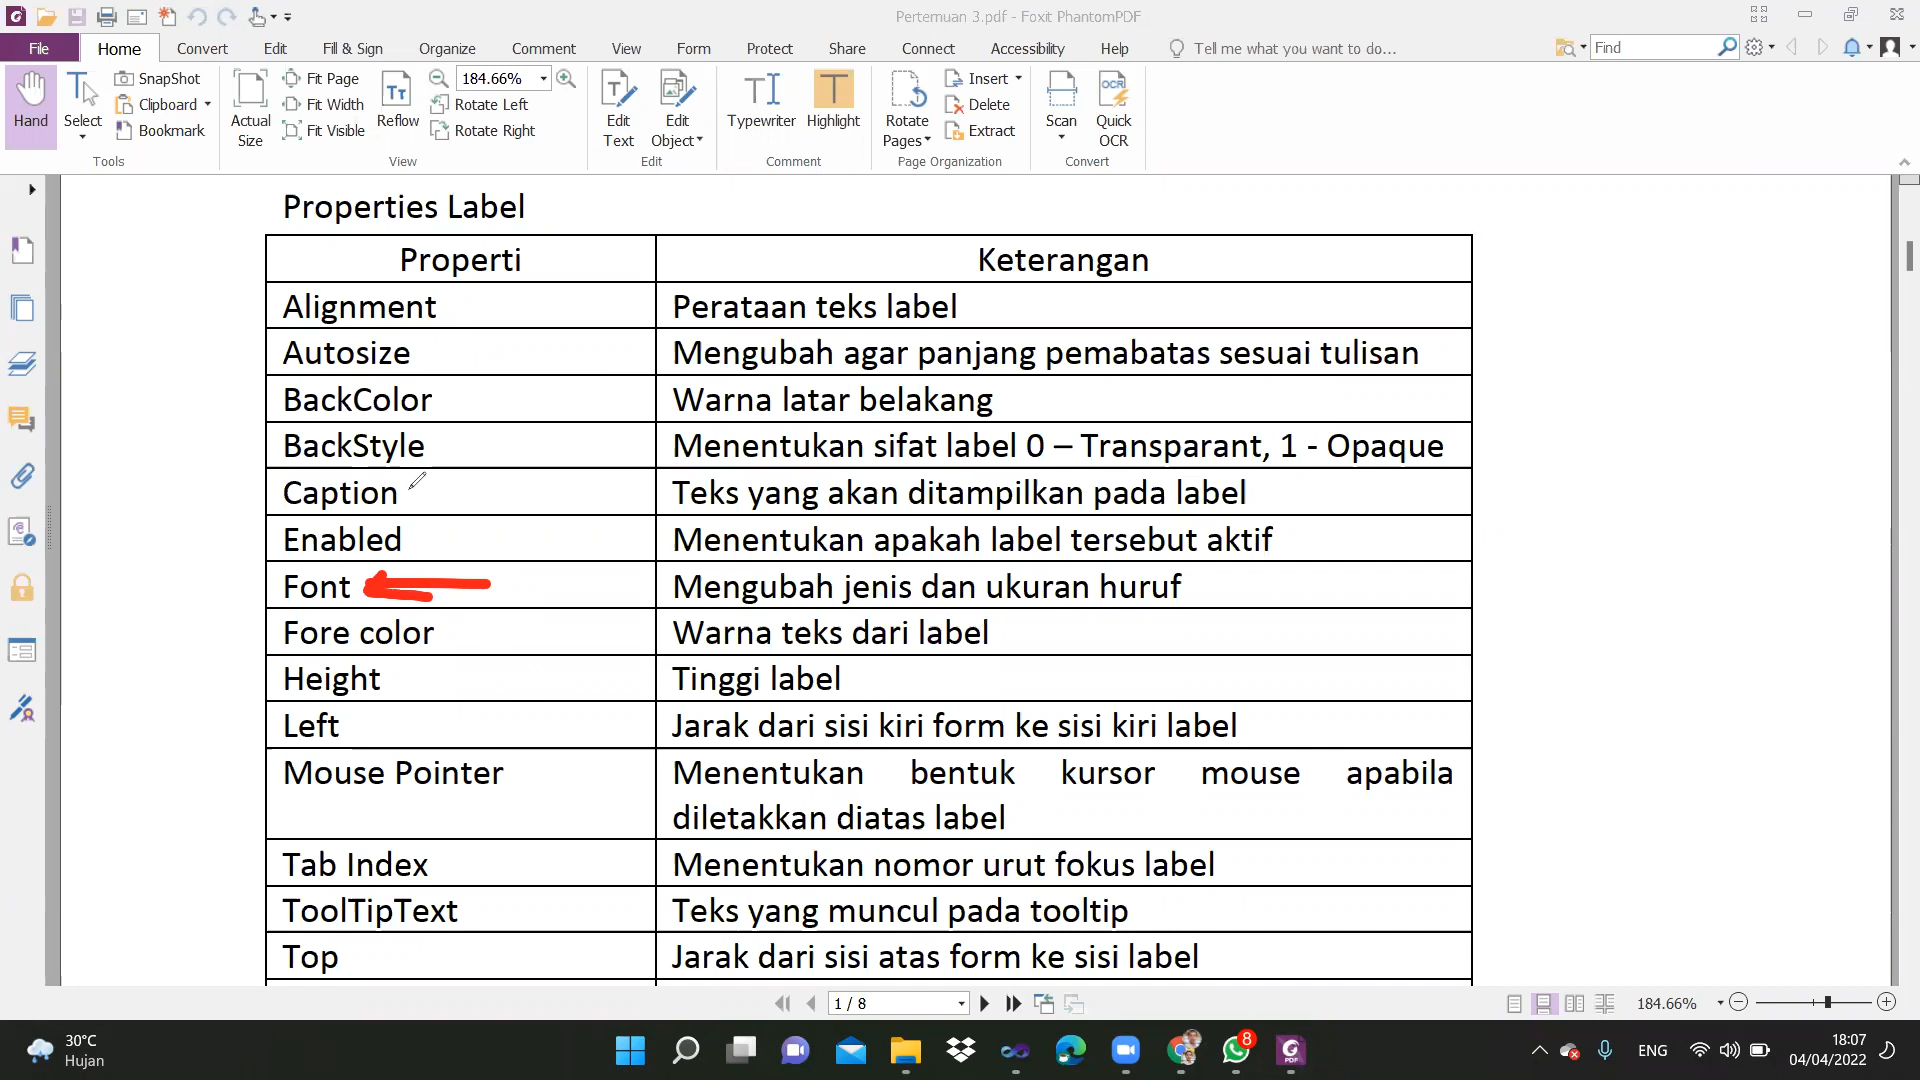 Pertemuan 3.pdf - Foxit PhantomPDF
File Home Convert Edit Fill & Sign Organize Comment View Form Protect Share Connect Accessibility Help Tell me what you want to do... Find
Hand
Select
SnapShot
Clipboard
Bookmark
Tools
Actual Size
Fit Page
Fit Width
Fit Visible
Reflow
184.66%
Rotate Left
Rotate Right
View
Edit Text
Edit Object
Edit
Typewriter
Highlight
Comment
Rotate Pages
Insert
Delete
Extract
Page Organization
Scan
Quick OCR
Convert
Properties Label
Properti Keterangan
Alignment Perataan teks label
Autosize Mengubah agar panjang pemabatas sesuai tulisan
BackColor Warna latar belakang
BackStyle Menentukan sifat label 0 – Transparant, 1 - Opaque
Caption Teks yang akan ditampilkan pada label
Enabled Menentukan apakah label tersebut aktif
Font Mengubah jenis dan ukuran huruf
Fore color Warna teks dari label
Height Tinggi label
Left Jarak dari sisi kiri form ke sisi kiri label
Mouse Pointer Menentukan bentuk kursor mouse apabila
diletakkan diatas label
Tab Index Menentukan nomor urut fokus label
ToolTipText Teks yang muncul pada tooltip
Top Jarak dari sisi atas form ke sisi label
1 / 8
184.66%
30°C
Hujan
8
ENG
18:07
04/04/2022